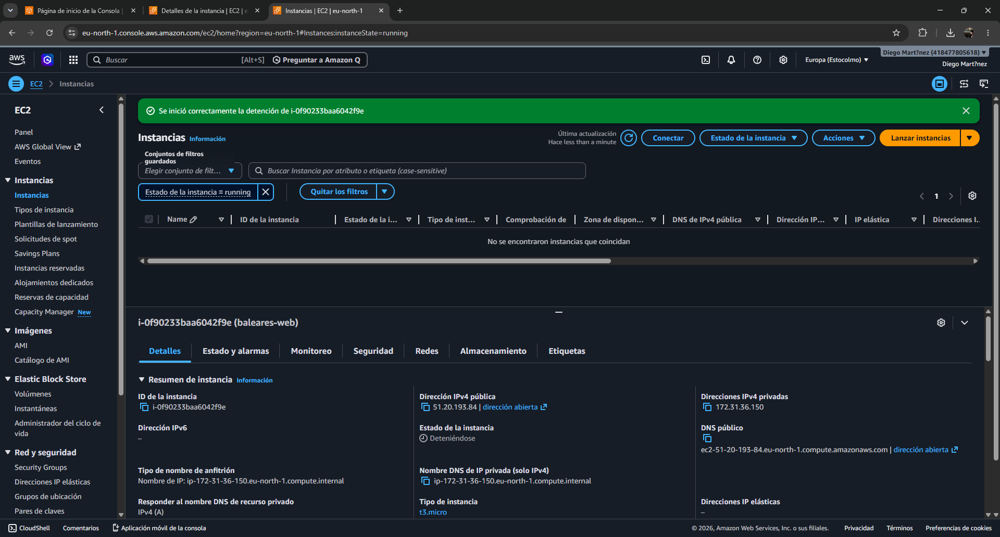 Página de inicio de la Consola |
Detalles de la instancia | EC2 | e
Instancias | EC2 | eu-north-1
eu-north-1.console.aws.amazon.com/ec2/home?region=eu-north-1#Instances:instanceState=running
aws
Buscar
[Alt+S]
Preguntar a Amazon Q
Europa (Estocolmo)
Diego Mart?nez (418477805618)
Diego Mart?nez
EC2
Instancias
EC2
Panel
AWS Global View
Eventos
Instancias
Instancias
Tipos de instancia
Plantillas de lanzamiento
Solicitudes de spot
Savings Plans
Instancias reservadas
Alojamientos dedicados
Reservas de capacidad
Capacity Manager New
Imágenes
AMI
Catálogo de AMI
Elastic Block Store
Volúmenes
Instantáneas
Administrador del ciclo de
vida
Red y seguridad
Security Groups
Direcciones IP elásticas
Grupos de ubicación
Pares de claves
Se inició correctamente la detención de i-0f90233baa6042f9e
Instancias Información
Última actualización
Hace less than a minute
Conectar
Estado de la instancia
Acciones
Lanzar instancias
Conjuntos de filtros
guardados
Elegir conjunto de filt...
Buscar Instancia por atributo o etiqueta (case-sensitive)
Estado de la instancia = running
Quitar los filtros
1
Name
ID de la instancia
Estado de la i...
Tipo de inst...
Comprobación de
Zona de dispon...
DNS de IPv4 pública
Dirección IP...
IP elástica
Direcciones I...
No se encontraron instancias que coincidan
i-0f90233baa6042f9e (baleares-web)
Detalles
Estado y alarmas
Monitoreo
Seguridad
Redes
Almacenamiento
Etiquetas
Resumen de instancia Información
ID de la instancia
i-0f90233baa6042f9e
Dirección IPv4 pública
51.20.193.84 | dirección abierta
Direcciones IPv4 privadas
172.31.36.150
Dirección IPv6
–
Estado de la instancia
Deteniéndose
DNS público
ec2-51-20-193-84.eu-north-1.compute.amazonaws.com | dirección abierta
Tipo de nombre de anfitrión
Nombre de IP: ip-172-31-36-150.eu-north-1.compute.internal
Nombre DNS de IP privada (solo IPv4)
ip-172-31-36-150.eu-north-1.compute.internal
Responder al nombre DNS de recurso privado
IPv4 (A)
Tipo de instancia
t3.micro
Direcciones IP elásticas
–
CloudShell
Comentarios
Aplicación móvil de la consola
© 2026, Amazon Web Services, Inc. o sus filiales.
Privacidad
Términos
Preferencias de cookies